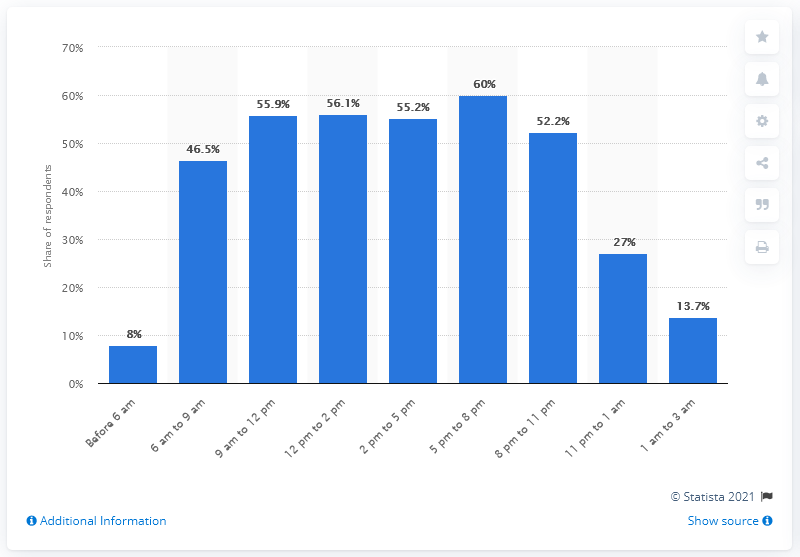 70%
60%
50%
40%
30%
20%
10%
0%
Share of respondents
8%
46.5%
55.9%
56.1%
55.2%
60%
52.2%
27%
13.7%
Before 6 am
6 am to 9 am
9 am to 12 pm
12 pm to 2 pm
2 pm to 5 pm
5 pm to 8 pm
8 pm to 11 pm
11 pm to 1 am
1 am to 3 am
© Statista 2021
Additional Information
Show source